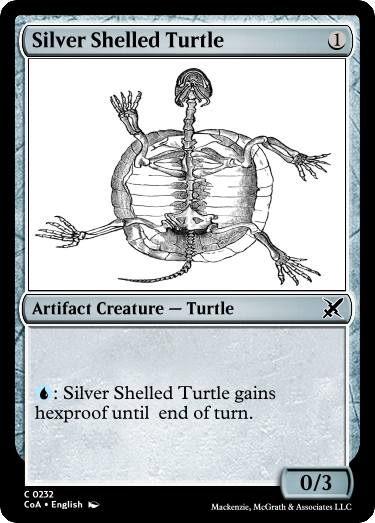 Silver Shelled Turtle 1
Artifact Creature — Turtle
: Silver Shelled Turtle gains
hexproof until  end of turn.
0/3
C 0232
CoA • English
Mackenzie, McGrath & Associates LLC